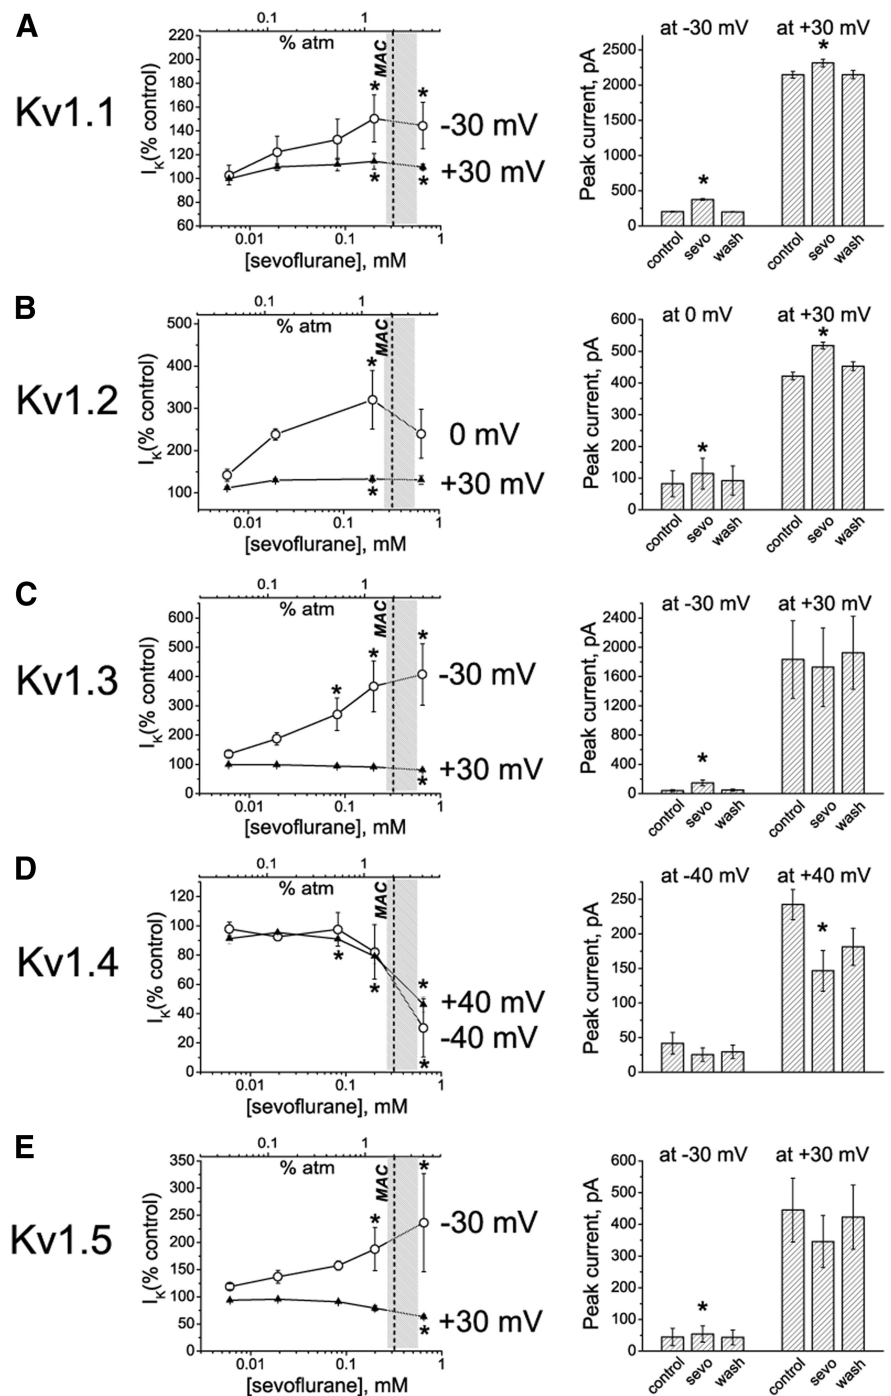 A
Kv1.1
0.1 1
% atm
MAC
220
200
180
160
140
120
100
80
60
I_K(% control)
* *
-30 mV
+30 mV
* *
0.01 0.1 1
[sevoflurane], mM
at -30 mV at +30 mV
2500
2000
1500
1000
500
0
Peak current, pA
* *
control sevo wash control sevo wash
B
Kv1.2
0.1 1
% atm
MAC
500
400
300
200
100
I_K(% control)
*
0 mV
+30 mV
*
0.01 0.1 1
[sevoflurane], mM
at 0 mV at +30 mV
600
500
400
300
200
100
0
Peak current, pA
* *
control sevo wash control sevo wash
C
Kv1.3
0.1 1
% atm
MAC
600
500
400
300
200
100
0
I_K(% control)
* * *
-30 mV
+30 mV
*
0.01 0.1 1
[sevoflurane], mM
at -30 mV at +30 mV
2400
2000
1600
1200
800
400
0
Peak current, pA
*
control sevo wash control sevo wash
D
Kv1.4
0.1 1
% atm
MAC
120
100
80
60
40
20
0
I_K(% control)
* * *
+40 mV
-40 mV
*
0.01 0.1 1
[sevoflurane], mM
at -40 mV at +40 mV
250
200
150
100
50
0
Peak current, pA
*
control sevo wash control sevo wash
E
Kv1.5
0.1 1
% atm
MAC
350
300
250
200
150
100
50
0
I_K(% control)
* *
-30 mV
+30 mV
*
0.01 0.1 1
[sevoflurane], mM
at -30 mV at +30 mV
600
500
400
300
200
100
0
Peak current, pA
*
control sevo wash control sevo wash